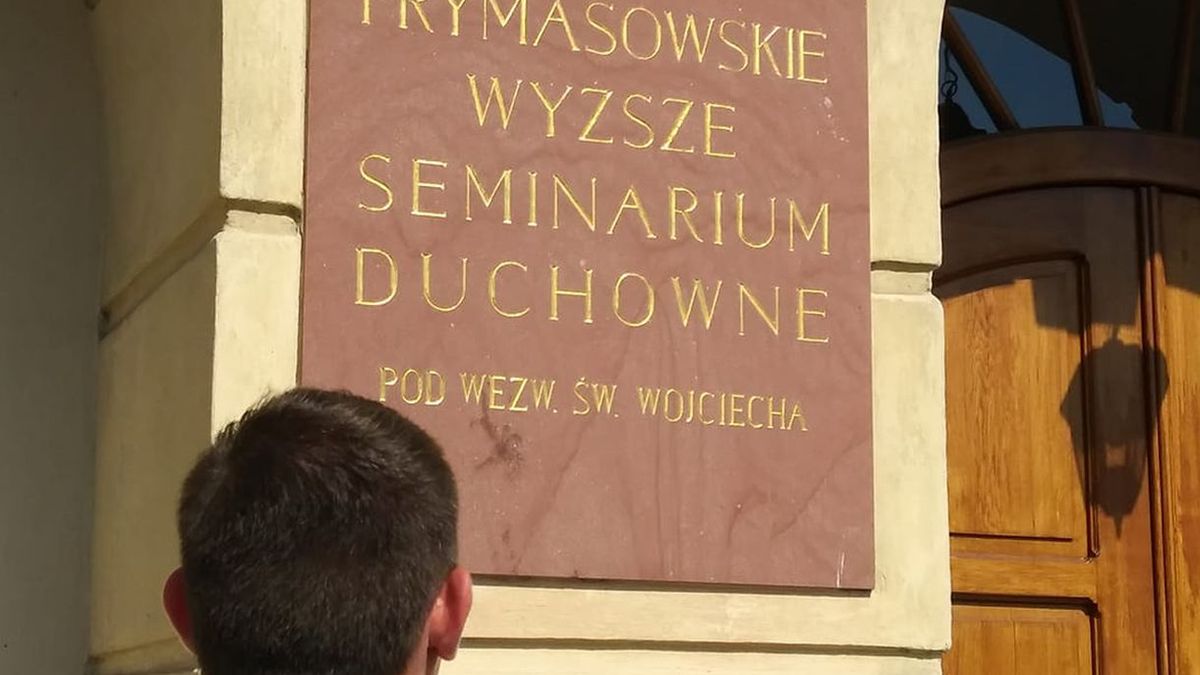 PRYMASOWSKIE
WYŻSZE
SEMINARIUM
DUCHOWNE
POD WEZW. ŚW. WOJCIECHA